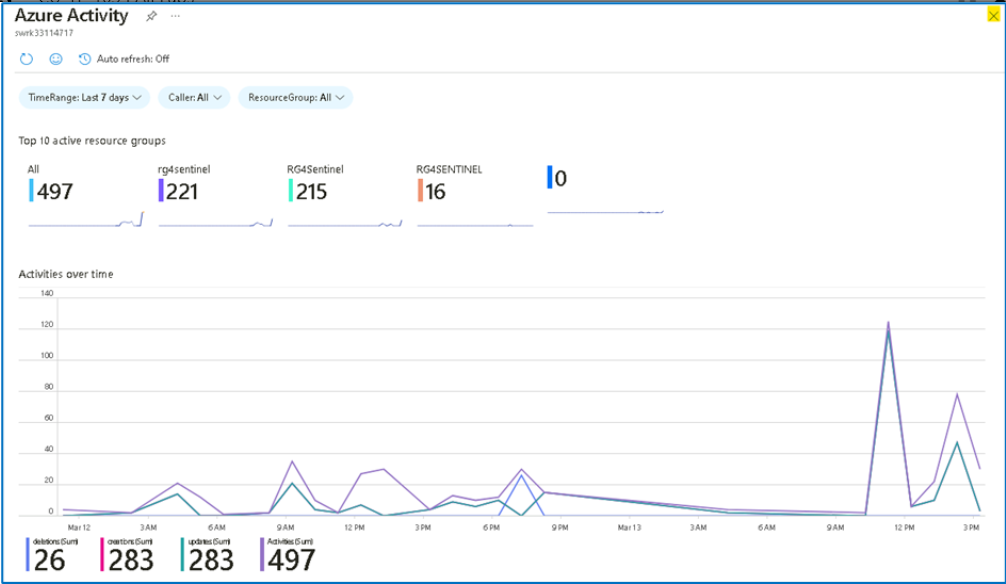 Azure Activity
swrk33114717
Auto refresh: Off
TimeRange: Last 7 days
Caller: All
ResourceGroup: All
Top 10 active resource groups
All
497
rg4sentinel
221
RG4Sentinel
215
RG4SENTINEL
16
0
Activities over time
140
120
100
80
60
40
20
0
Mar 12 3 AM 6 AM 9 AM 12 PM 3 PM 6 PM 9 PM Mar 13 3 AM 6 AM 9 AM 12 PM 3 PM
deletions (Sum)
26
creations (Sum)
283
updates (Sum)
283
Activities (Sum)
497